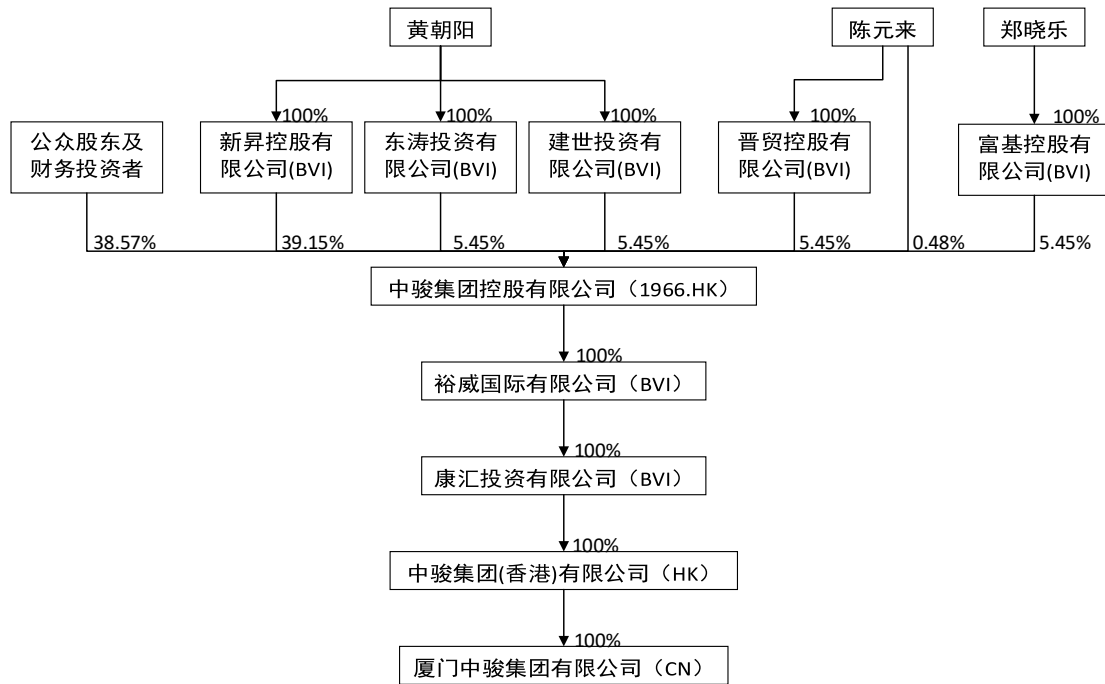 黄朝阳
陈元来
郑晓乐
100%
100%
100%
100%
100%
公众股东及
财务投资者
新昇控股有
限公司(BVI)
东涛投资有
限公司(BVI)
建世投资有
限公司(BVI)
晋贸控股有
限公司(BVI)
富基控股有
限公司(BVI)
38.57%
39.15%
5.45%
5.45%
5.45%
0.48%
5.45%
中骏集团控股有限公司（1966.HK）
100%
裕威国际有限公司（BVI）
100%
康汇投资有限公司（BVI）
100%
中骏集团(香港)有限公司（HK）
100%
厦门中骏集团有限公司（CN）